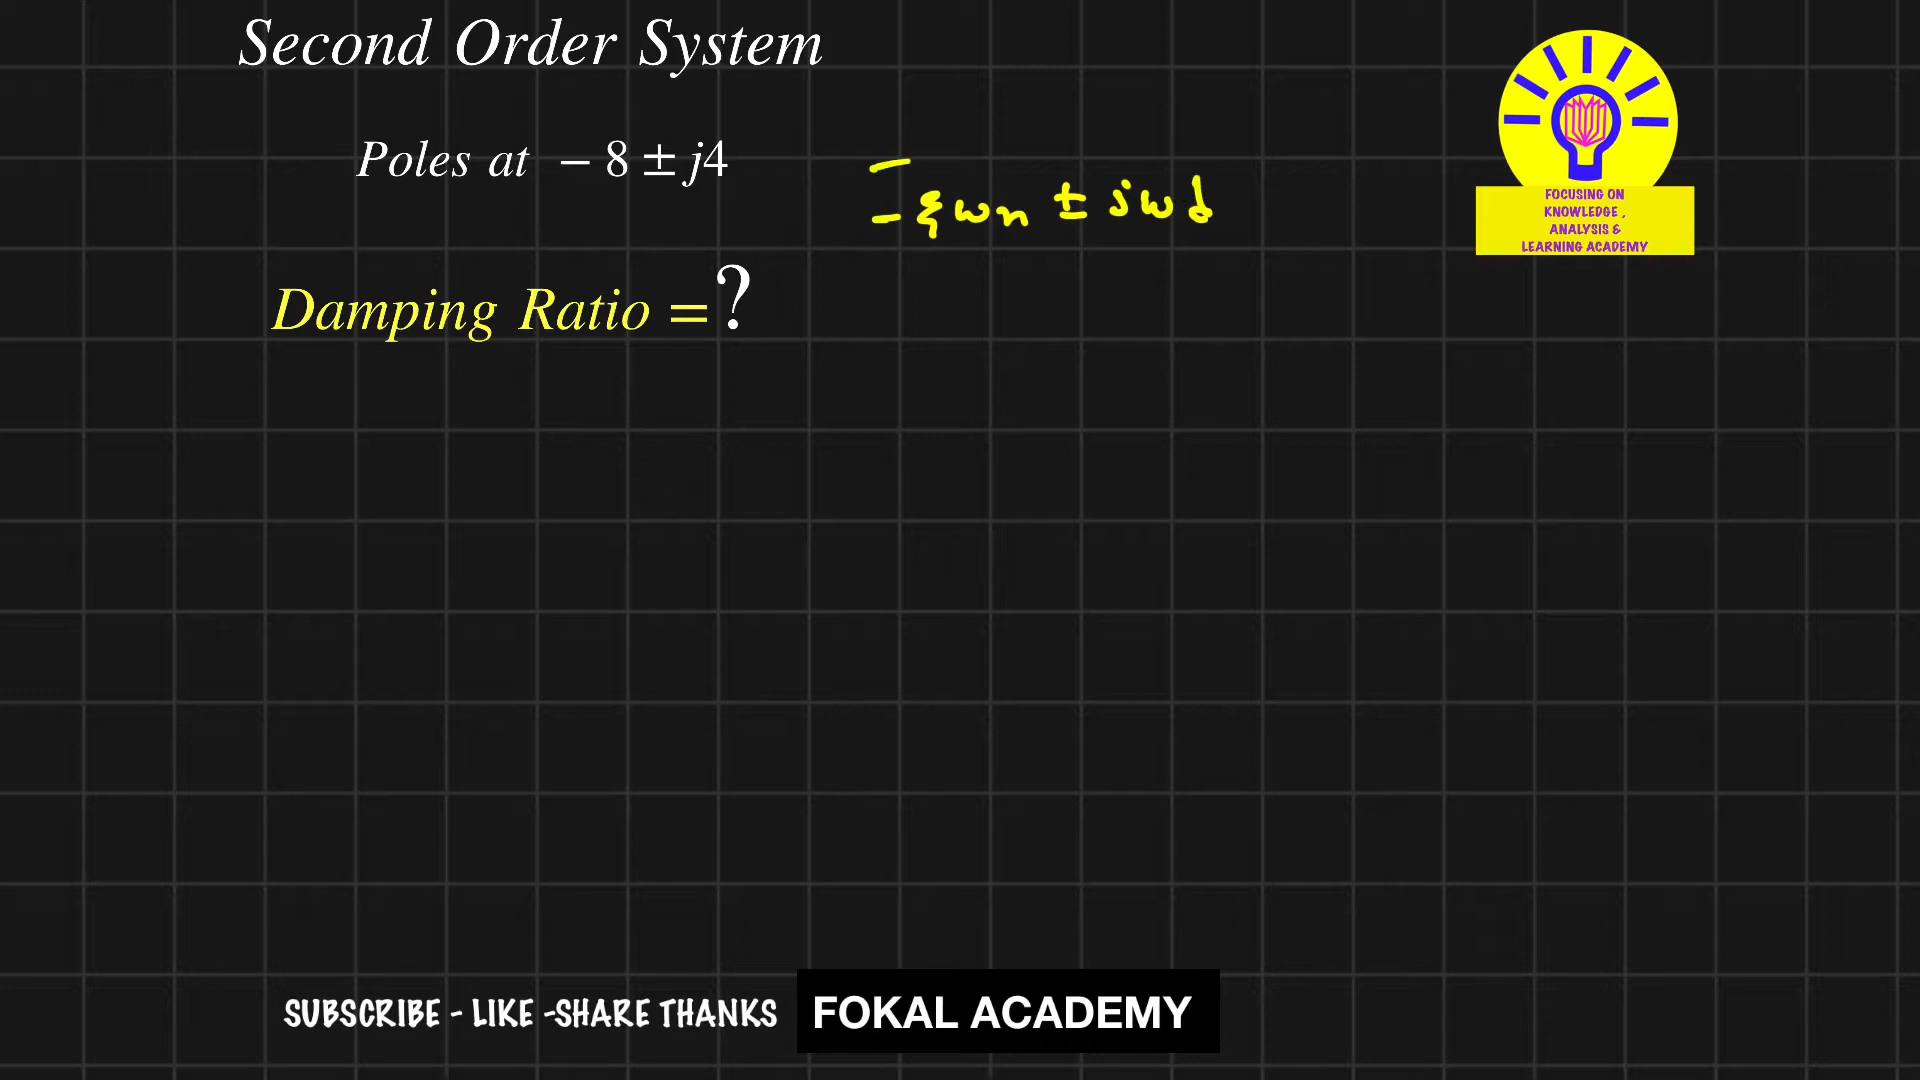 Second Order System
Poles at − 8 ± j4
− ξωn ± jωd
Damping Ratio =?
FOCUSING ON
KNOWLEDGE ,
ANALYSIS &
LEARNING ACADEMY
SUBSCRIBE - LIKE -SHARE THANKS
FOKAL ACADEMY